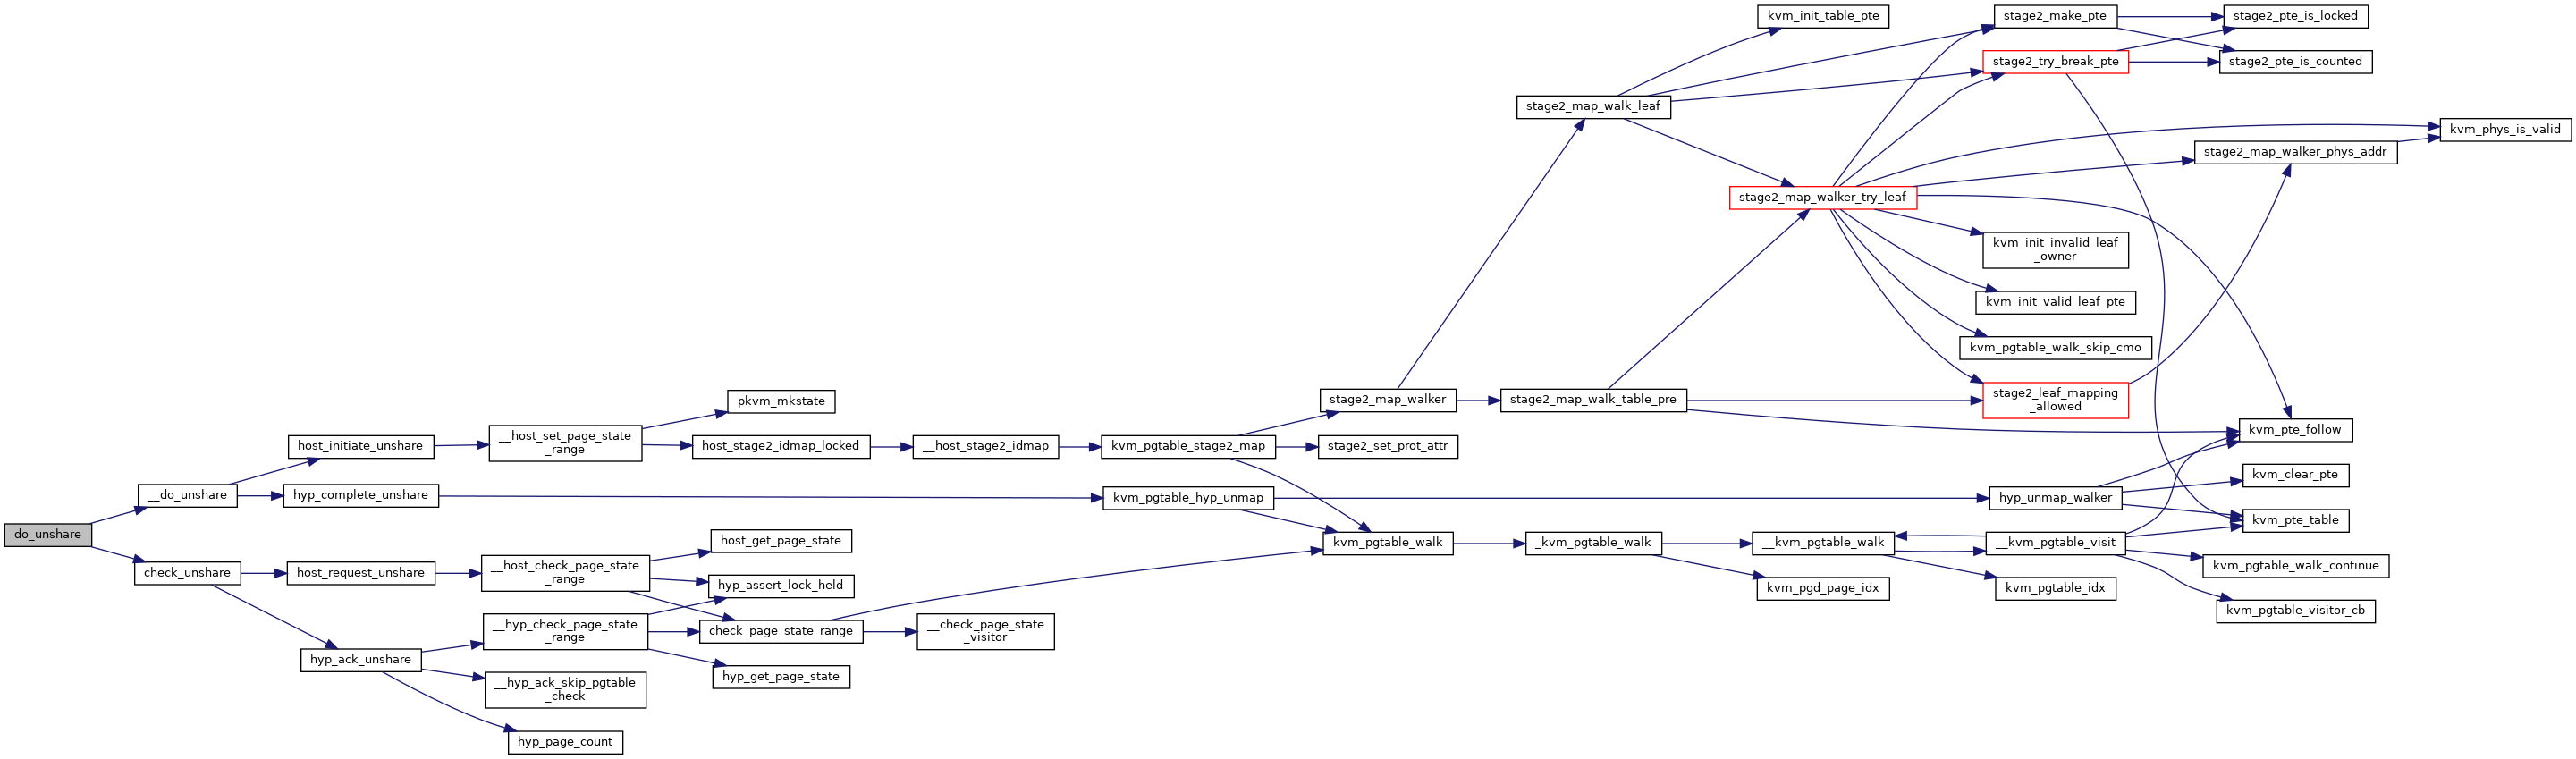 do_unshare
__do_unshare
check_unshare
host_initiate_unshare
hyp_complete_unshare
host_request_unshare
hyp_ack_unshare
__host_set_page_state
_range
__host_check_page_state
_range
__hyp_check_page_state
_range
__hyp_ack_skip_pgtable
_check
hyp_page_count
pkvm_mkstate
host_stage2_idmap_locked
host_get_page_state
hyp_assert_lock_held
check_page_state_range
hyp_get_page_state
__host_stage2_idmap
__check_page_state
_visitor
kvm_pgtable_stage2_map
kvm_pgtable_hyp_unmap
stage2_map_walker
stage2_set_prot_attr
kvm_pgtable_walk
stage2_map_walk_leaf
stage2_map_walk_table_pre
_kvm_pgtable_walk
kvm_init_table_pte
stage2_map_walker_try_leaf
__kvm_pgtable_walk
kvm_pgd_page_idx
stage2_make_pte
stage2_try_break_pte
kvm_init_invalid_leaf
_owner
kvm_init_valid_leaf_pte
kvm_pgtable_walk_skip_cmo
stage2_leaf_mapping
_allowed
hyp_unmap_walker
__kvm_pgtable_visit
kvm_pgtable_idx
stage2_pte_is_locked
stage2_pte_is_counted
stage2_map_walker_phys_addr
kvm_pte_follow
kvm_clear_pte
kvm_pte_table
kvm_pgtable_walk_continue
kvm_pgtable_visitor_cb
kvm_phys_is_valid